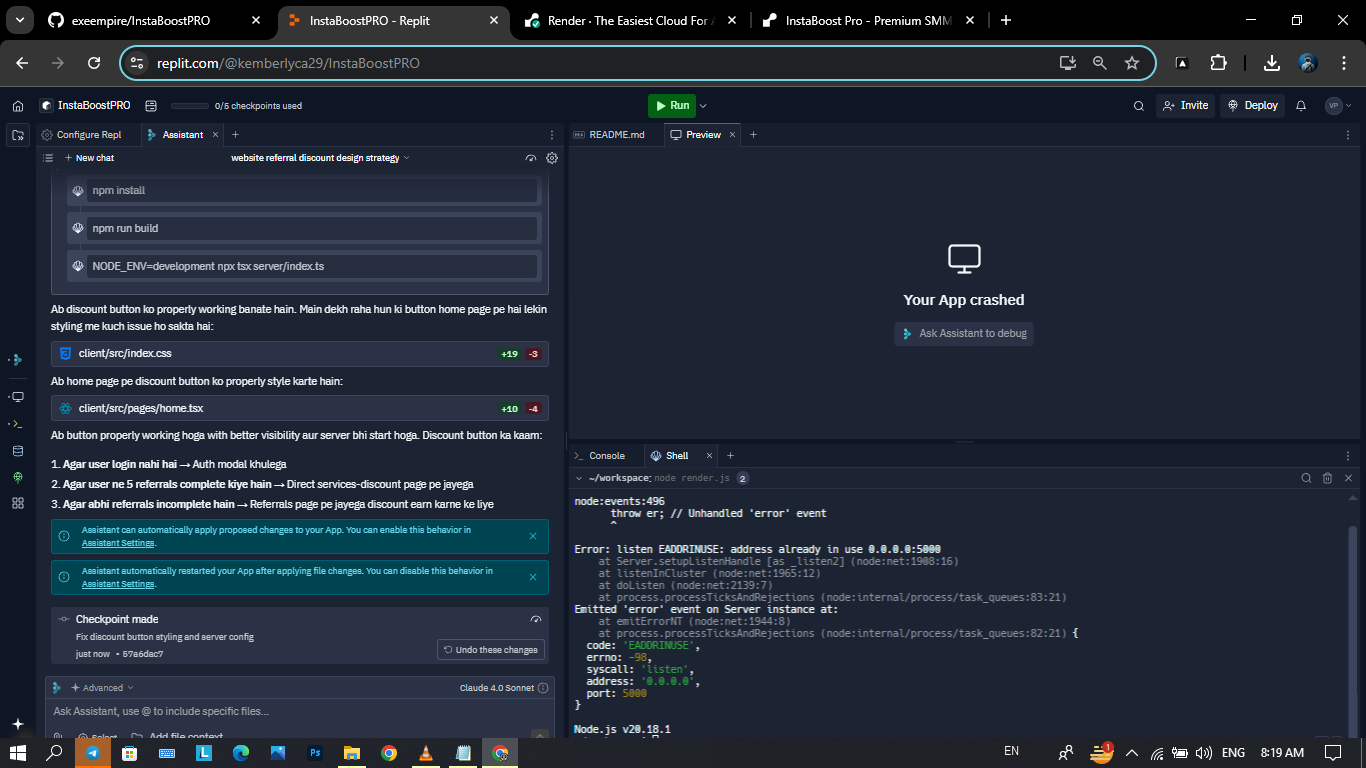 exeempire/InstaBoostPRO
InstaBoostPRO - Replit
Render · The Easiest Cloud For A
InstaBoost Pro - Premium SMM
replit.com/@kemberlyca29/InstaBoostPRO
InstaBoostPRO
0/5 checkpoints used
Run
Invite
Deploy
VP
Configure Repl
Assistant
README.md
Preview
New chat
website referral discount design strategy
npm install
npm run build
NODE_ENV=development npx tsx server/index.ts
Ab discount button ko properly working banate hain. Main dekh raha hun ki button home page pe hai lekin
styling me kuch issue ho sakta hai:
client/src/index.css
+19 -3
Ab home page pe discount button ko properly style karte hain:
client/src/pages/home.tsx
+10 -4
Ab button properly working hoga with better visibility aur server bhi start hoga. Discount button ka kaam:
1. Agar user login nahi hai → Auth modal khulega
2. Agar user ne 5 referrals complete kiye hain → Direct services-discount page pe jayega
3. Agar abhi referrals incomplete hain → Referrals page pe jayega discount earn karne ke liye
Assistant can automatically apply proposed changes to your App. You can enable this behavior in
Assistant Settings.
Assistant automatically restarted your App after applying file changes. You can disable this behavior in
Assistant Settings.
Checkpoint made
Fix discount button styling and server config
just now • 57a6dac7
Undo these changes
Advanced
Claude 4.0 Sonnet
Ask Assistant, use @ to include specific files...
Select
Add file context
Your App crashed
Ask Assistant to debug
Console
Shell
~/workspace: node render.js 2
node:events:496
throw er; // Unhandled 'error' event
^
Error: listen EADDRINUSE: address already in use 0.0.0.0:5000
at Server.setupListenHandle [as _listen2] (node:net:1908:16)
at listenInCluster (node:net:1965:12)
at doListen (node:net:2139:7)
at process.processTicksAndRejections (node:internal/process/task_queues:83:21)
Emitted 'error' event on Server instance at:
at emitErrorNT (node:net:1944:8)
at process.processTicksAndRejections (node:internal/process/task_queues:82:21) {
code: 'EADDRINUSE',
errno: -98,
syscall: 'listen',
address: '0.0.0.0',
port: 5000
}
Node.js v20.18.1
L
Ps
EN
1
ENG
8:19 AM